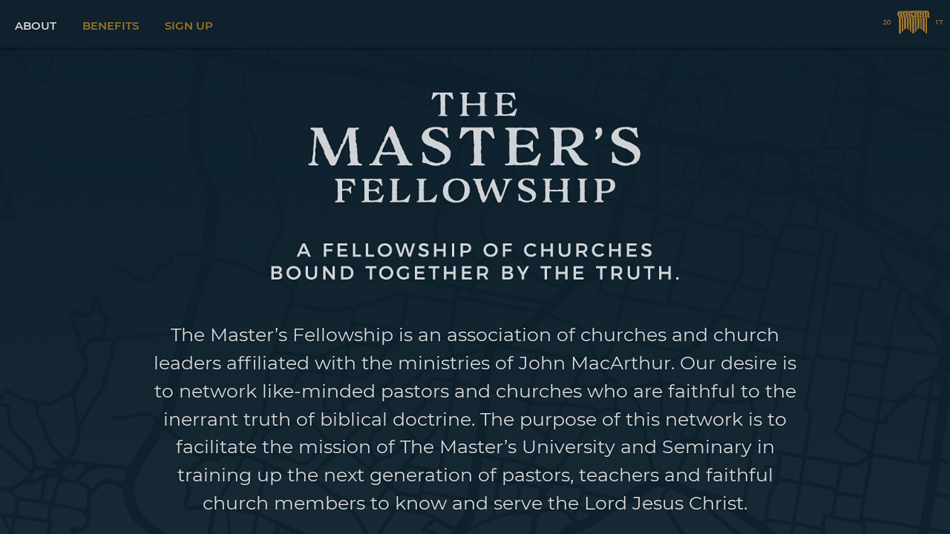 ABOUT BENEFITS SIGN UP 20 17
THE
MASTER'S
FELLOWSHIP
A FELLOWSHIP OF CHURCHES
BOUND TOGETHER BY THE TRUTH.
The Master's Fellowship is an association of churches and church
leaders affiliated with the ministries of John MacArthur. Our desire is
to network like-minded pastors and churches who are faithful to the
inerrant truth of biblical doctrine. The purpose of this network is to
facilitate the mission of The Master's University and Seminary in
training up the next generation of pastors, teachers and faithful
church members to know and serve the Lord Jesus Christ.